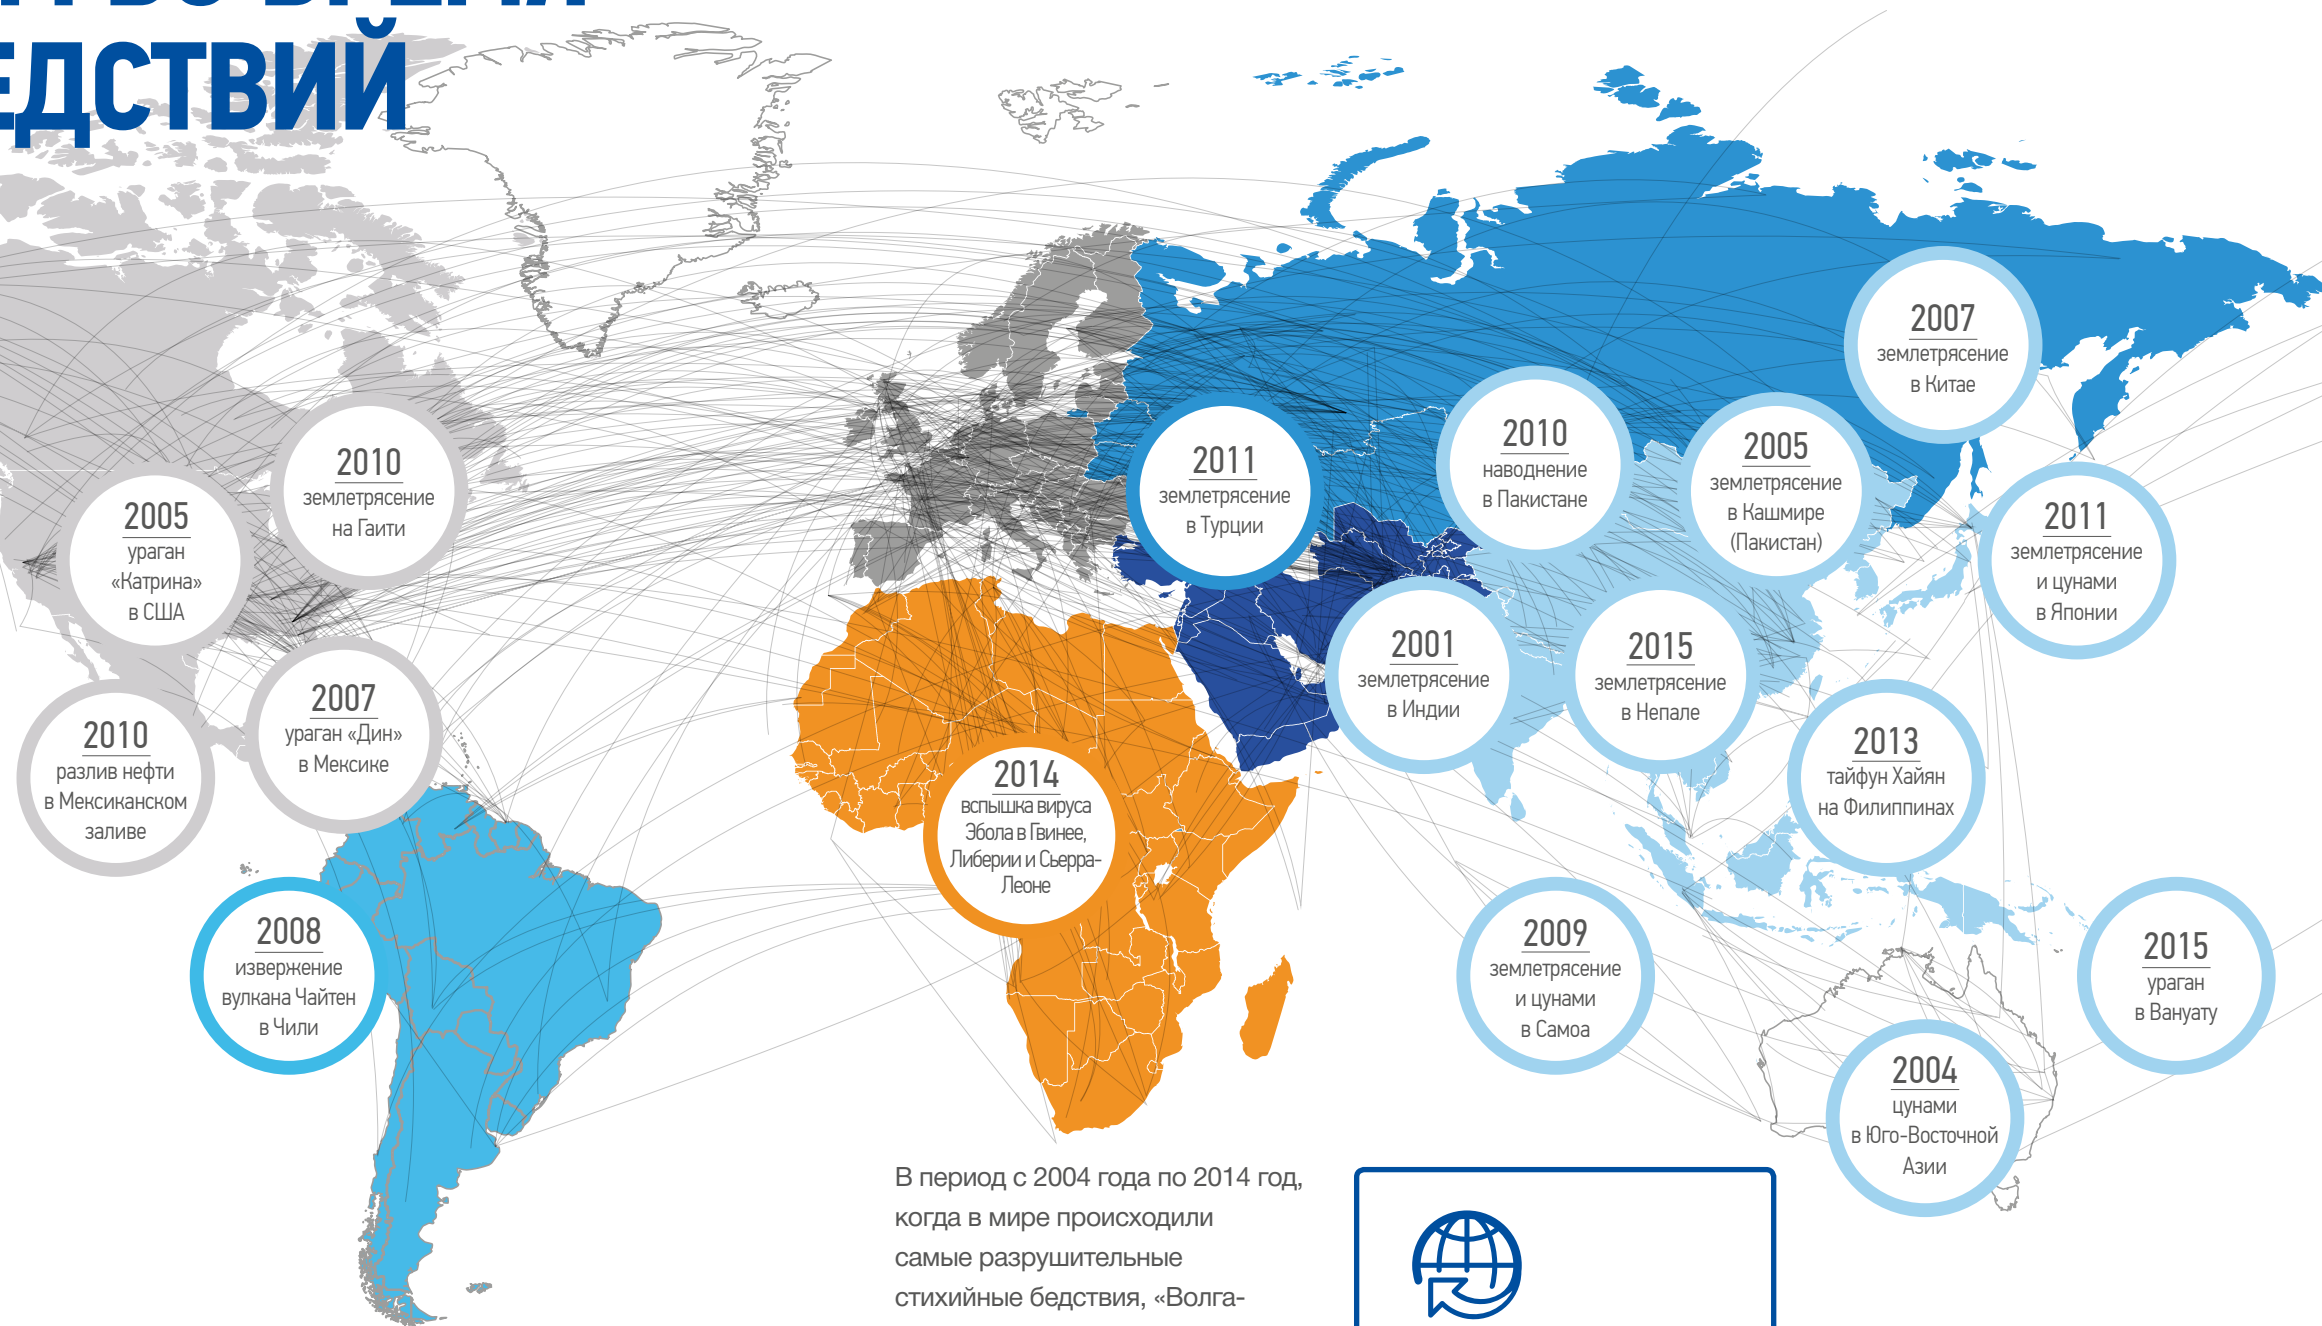 ЕДСТВИЙ
2007
землетрясение
в Китае
2010
землетрясение
на Гаити
2005
ураган
«Катрина»
в США
2011
землетрясение
в Турции
2010
наводнение
в Пакистане
2005
землетрясение
в Кашмире
(Пакистан)
2011
землетрясение
и цунами
в Японии
2010
разлив нефти
в Мексиканском
заливе
2007
ураган «Дин»
в Мексике
2001
землетрясение
в Индии
2015
землетрясение
в Непале
2013
тайфун Хайян
на Филиппинах
2014
вспышка вируса
Эбола в Гвинее,
Либерии и Сьерра-
Леоне
2008
извержение
вулкана Чайтен
в Чили
2009
землетрясение
и цунами
в Самоа
2015
ураган
в Вануату
2004
цунами
в Юго-Восточной
Азии
В период с 2004 года по 2014 год,
когда в мире происходили
самые разрушительные
стихийные бедствия, «Волга-